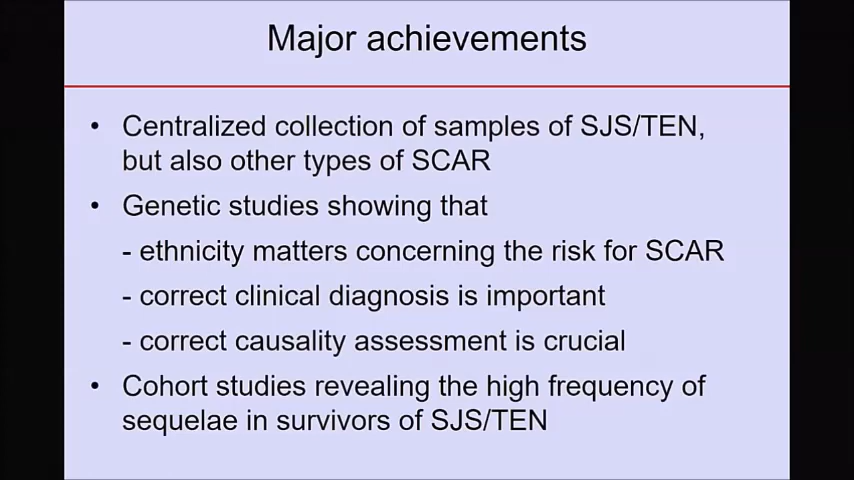 Major achievements
• Centralized collection of samples of SJS/TEN,
but also other types of SCAR
• Genetic studies showing that
- ethnicity matters concerning the risk for SCAR
- correct clinical diagnosis is important
- correct causality assessment is crucial
• Cohort studies revealing the high frequency of
sequelae in survivors of SJS/TEN